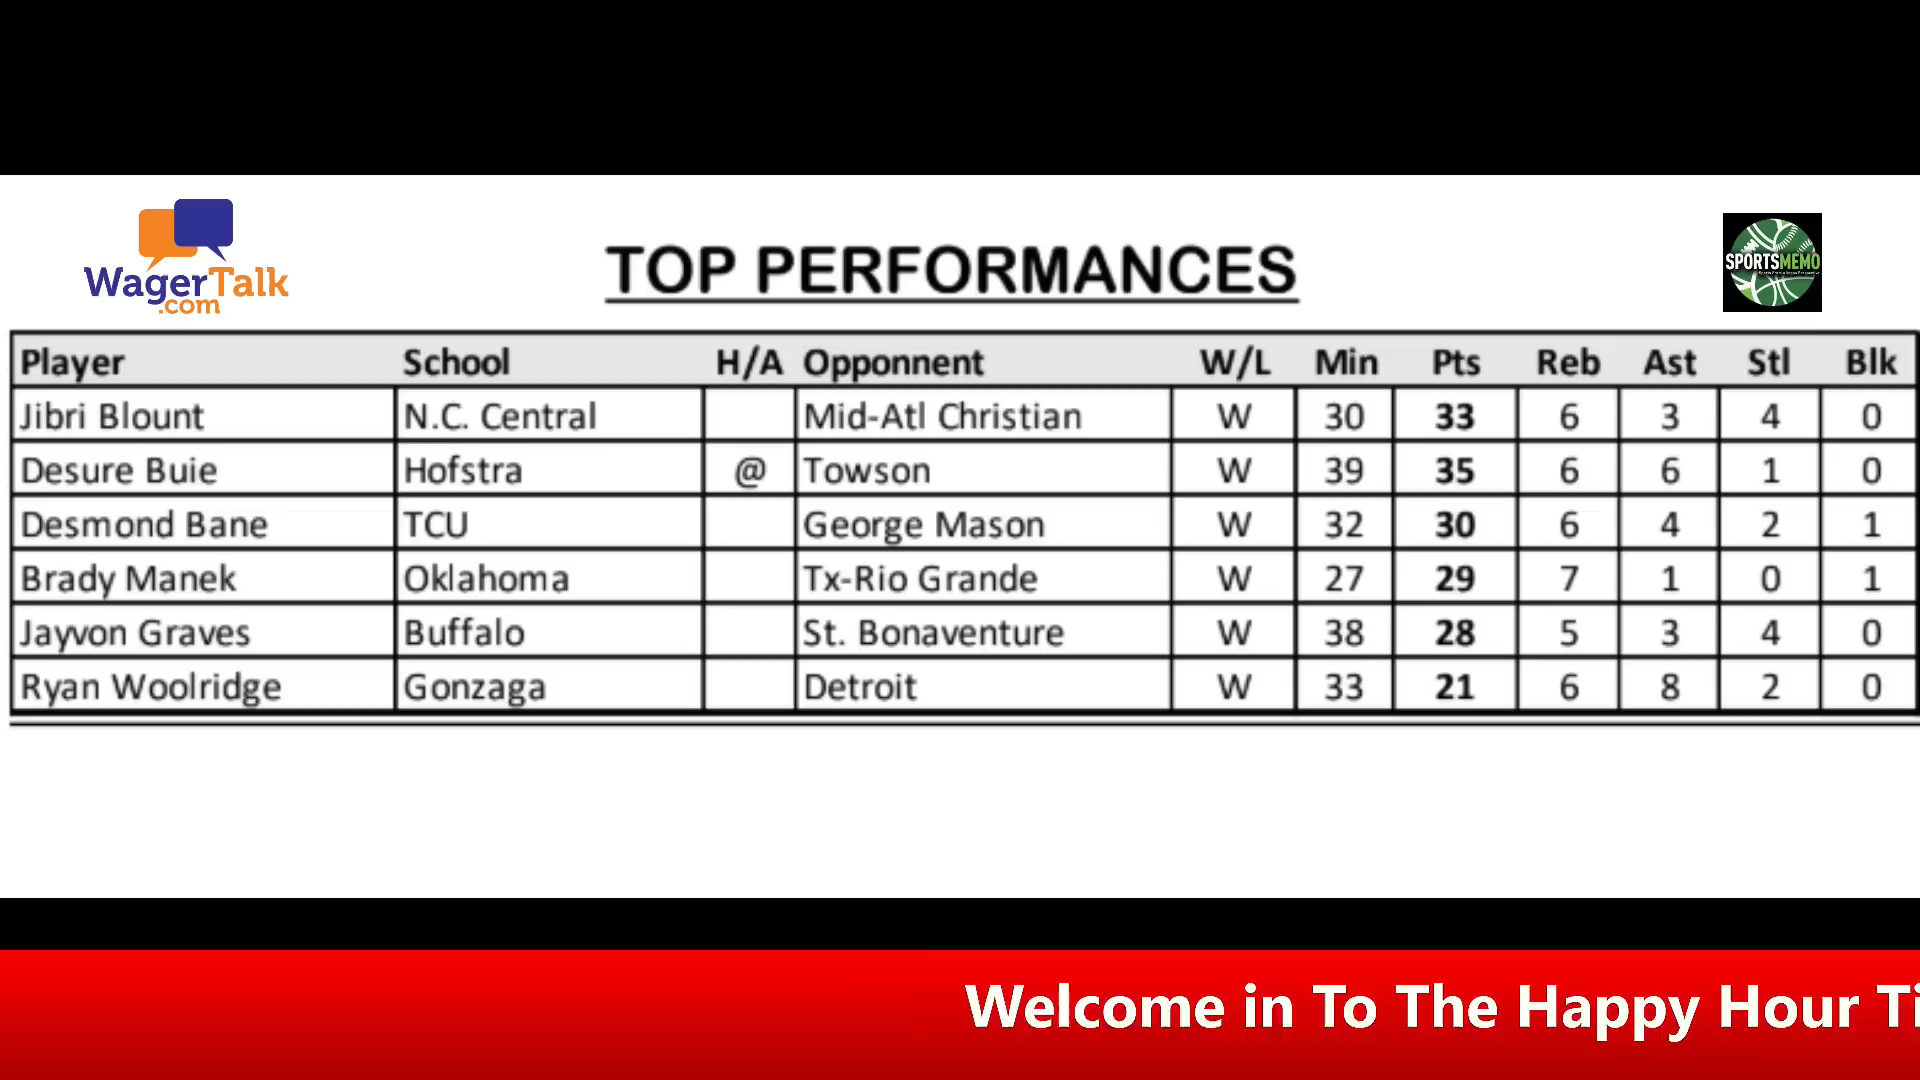 WagerTalk
.com
TOP PERFORMANCES
SPORTSMEMO
Player School H/A Opponnent W/L Min Pts Reb Ast Stl Blk
Jibri Blount N.C. Central Mid-Atl Christian W 30 33 6 3 4 0
Desure Buie Hofstra @ Towson W 39 35 6 6 1 0
Desmond Bane TCU George Mason W 32 30 6 4 2 1
Brady Manek Oklahoma Tx-Rio Grande W 27 29 7 1 0 1
Jayvon Graves Buffalo St. Bonaventure W 38 28 5 3 4 0
Ryan Woolridge Gonzaga Detroit W 33 21 6 8 2 0
Welcome in To The Happy Hour Ti